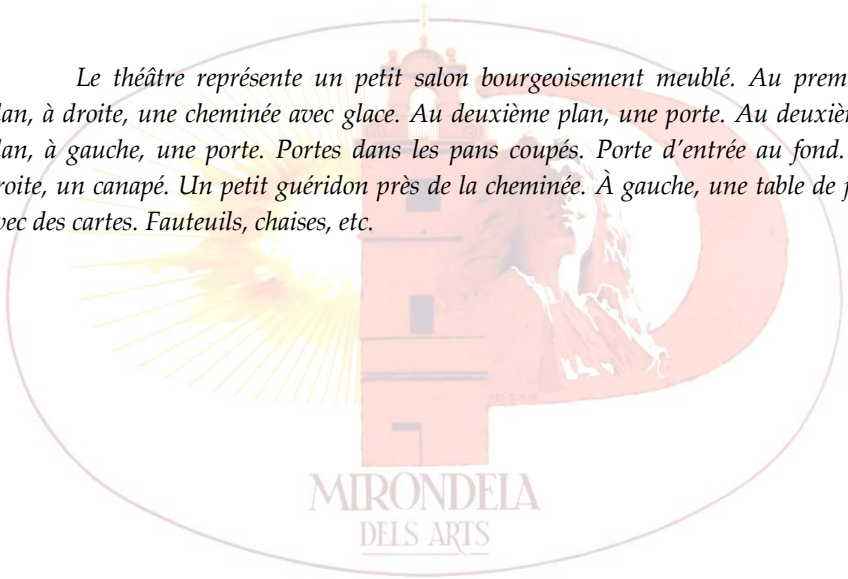 Le théâtre représente un petit salon bourgeoisement meublé. Au prem
lan, à droite, une cheminée avec glace. Au deuxième plan, une porte. Au deuxièm
lan, à gauche, une porte. Portes dans les pans coupés. Porte d'entrée au fond.
roite, un canapé. Un petit guéridon près de la cheminée. À gauche, une table de j
vec des cartes. Fauteuils, chaises, etc.
MIRONDELA
DELS ARTS